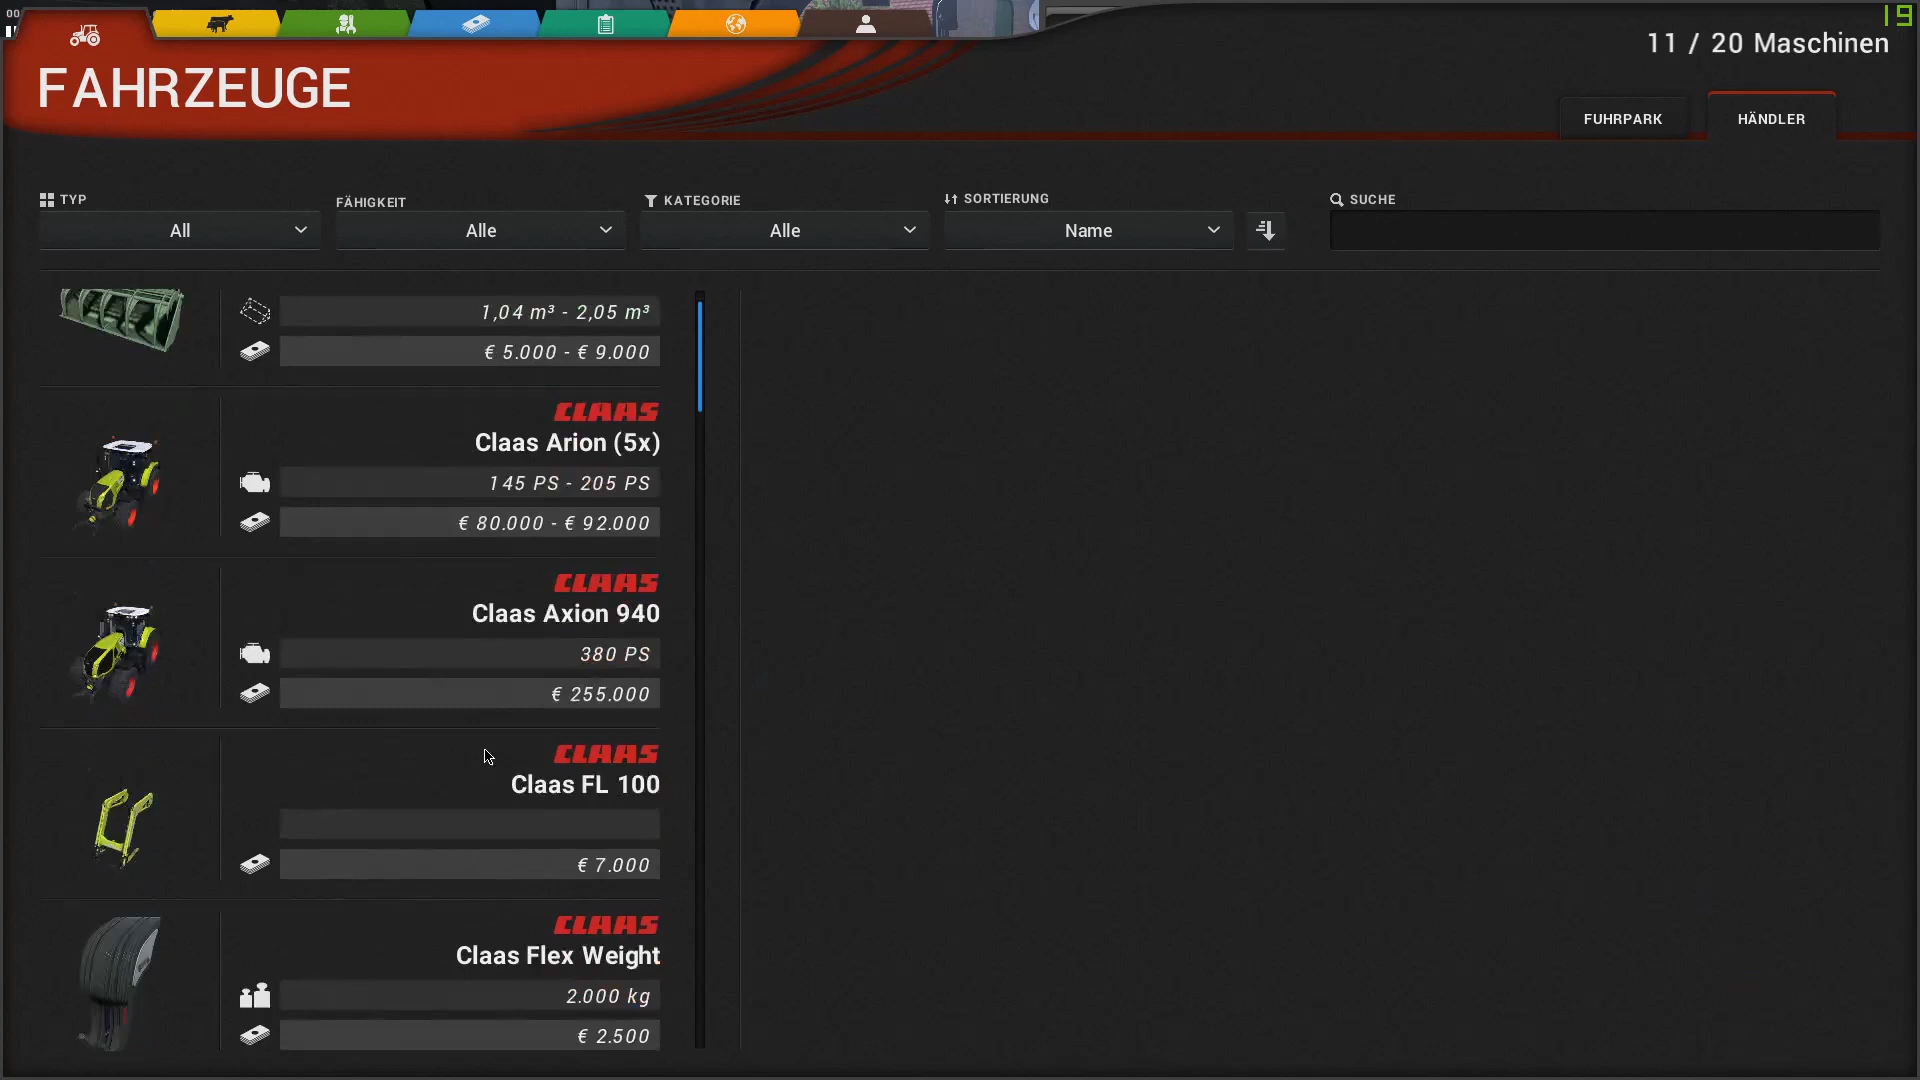 00
19
11 / 20 Maschinen
FAHRZEUGE
FUHRPARK
HÄNDLER
TYP
FÄHIGKEIT
KATEGORIE
SORTIERUNG
SUCHE
All
Alle
Alle
Name
1,04 m³ - 2,05 m³
€ 5.000 - € 9.000
CLAAS
Claas Arion (5x)
145 PS - 205 PS
€ 80.000 - € 92.000
CLAAS
Claas Axion 940
380 PS
€ 255.000
CLAAS
Claas FL 100
€ 7.000
CLAAS
Claas Flex Weight
2.000 kg
€ 2.500